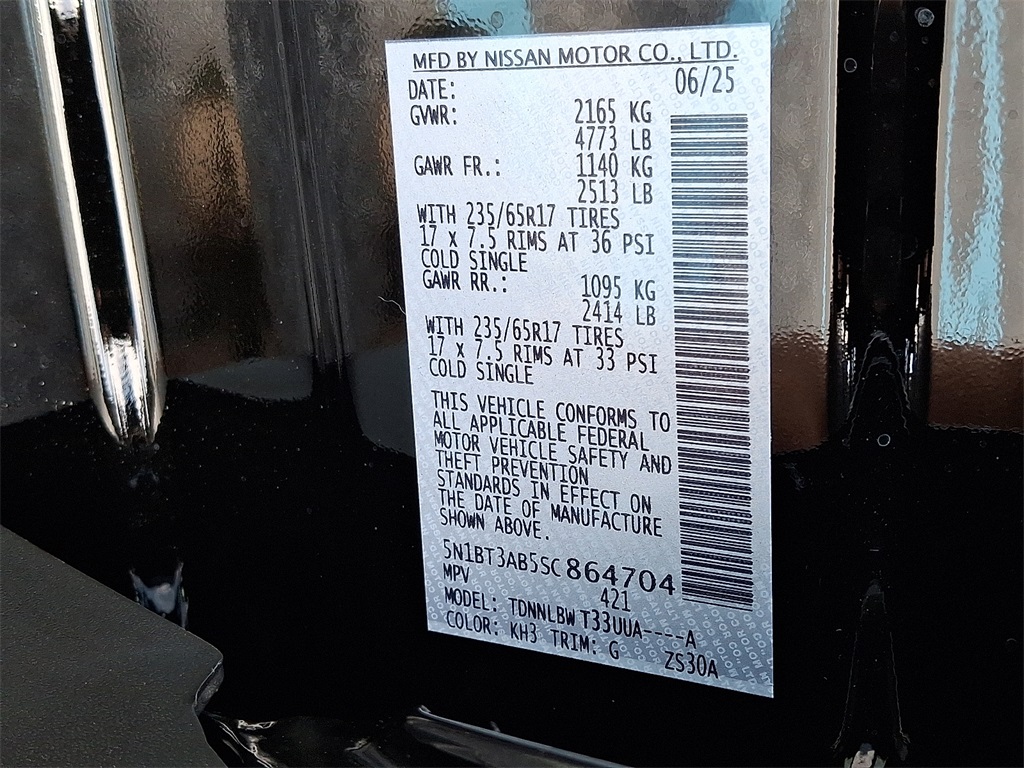 MFD BY NISSAN MOTOR CO., LTD.
DATE: 06/25
GVWR: 2165 KG
4773 LB
GAWR FR.: 1140 KG
2513 LB
WITH 235/65R17 TIRES
17 X 7.5 RIMS AT 36 PSI
COLD SINGLE
GAWR RR.: 1095 KG
2414 LB
WITH 235/65R17 TIRES
17 X 7.5 RIMS AT 33 PSI
COLD SINGLE
THIS VEHICLE CONFORMS TO
ALL APPLICABLE FEDERAL
MOTOR VEHICLE SAFETY AND
THEFT PREVENTION
STANDARDS IN EFFECT ON
THE DATE OF MANUFACTURE
SHOWN ABOVE.
5N1BT3AB5SC864704
MPV 421
MODEL: TDNNLBW T33UUA----A
COLOR: KH3 TRIM: G ZS30A